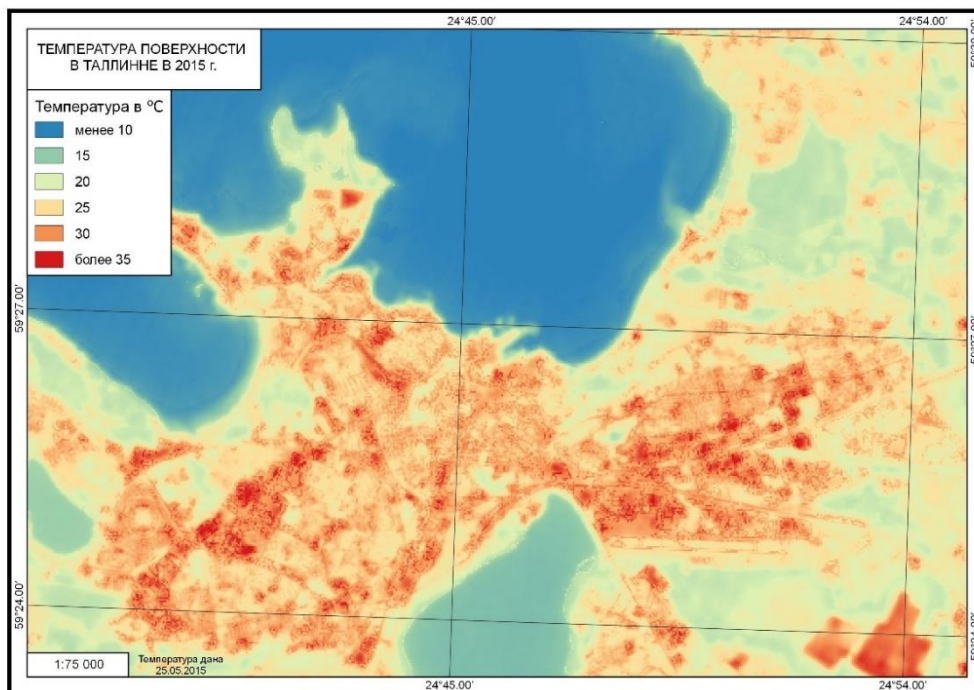 24°45.00'
24°54.00'
ТЕМПЕРАТУРА ПОВЕРХНОСТИ
В ТАЛЛИННЕ В 2015 г.
Температура в °С
менее 10
15
20
25
30
более 35
59°27.00'
59°24.00'
1:75 000
Температура дана
25.05.2015
24°45.00'
24°54.00'